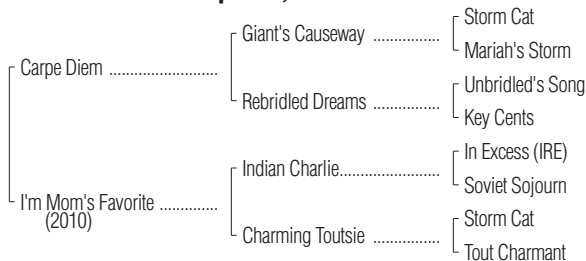 Storm Cat
Giant's Causeway ................
Mariah's Storm
Carpe Diem ..........................
Unbridled's Song
Rebridled Dreams ................
Key Cents
In Excess (IRE)
Indian Charlie........................
Soviet Sojourn
I'm Mom's Favorite ..............
(2010)
Storm Cat
Charming Toutsie ................
Tout Charmant